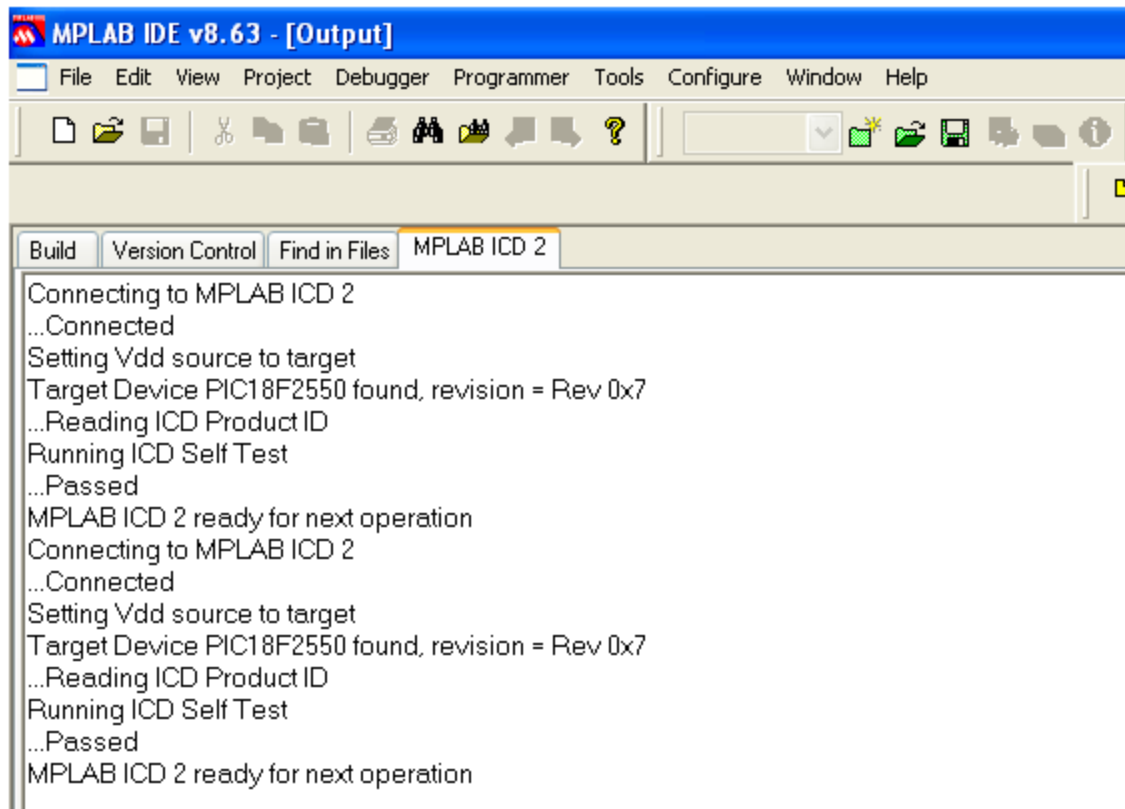 MPLAB IDE v8.63 - [Output]
File Edit View Project Debugger Programmer Tools Configure Window Help
Build Version Control Find in Files MPLAB ICD 2
Connecting to MPLAB ICD 2
...Connected
Setting Vdd source to target
Target Device PIC18F2550 found, revision = Rev 0x7
...Reading ICD Product ID
Running ICD Self Test
...Passed
MPLAB ICD 2 ready for next operation
Connecting to MPLAB ICD 2
...Connected
Setting Vdd source to target
Target Device PIC18F2550 found, revision = Rev 0x7
...Reading ICD Product ID
Running ICD Self Test
...Passed
MPLAB ICD 2 ready for next operation